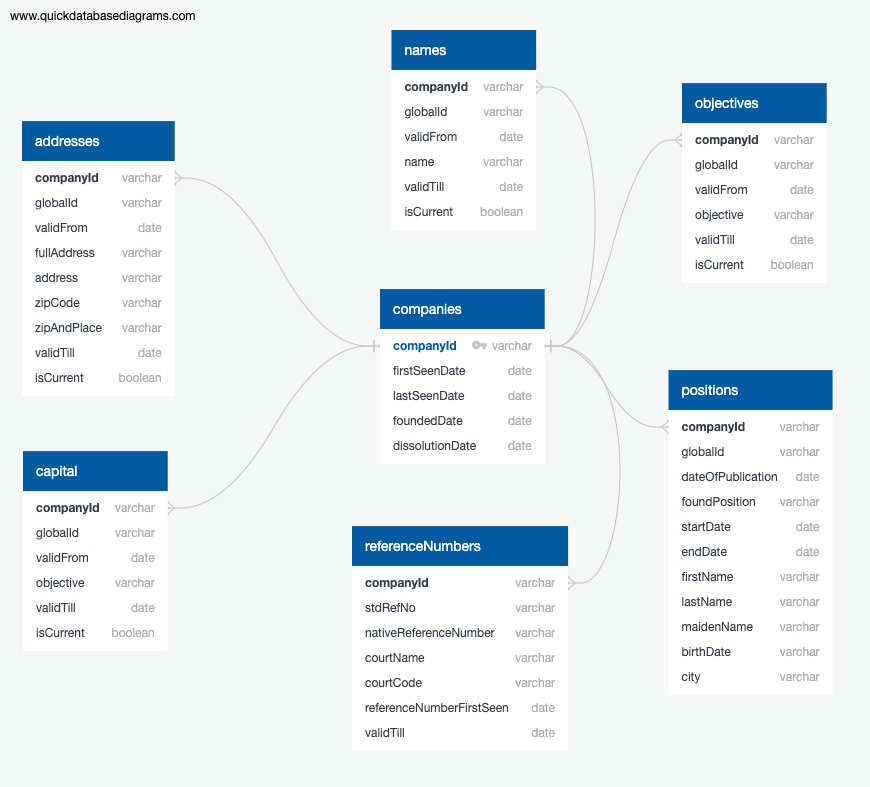 www.quickdatabasediagrams.com
names
companyId varchar
globalId varchar
validFrom date
name varchar
validTill date
isCurrent boolean
objectives
companyId varchar
globalId varchar
validFrom date
objective varchar
validTill date
isCurrent boolean
addresses
companyId varchar
globalId varchar
validFrom date
fullAddress varchar
address varchar
zipCode varchar
zipAndPlace varchar
validTill date
isCurrent boolean
companies
companyId varchar
firstSeenDate date
lastSeenDate date
foundedDate date
dissolutionDate date
positions
companyId varchar
globalId varchar
dateOfPublication date
foundPosition varchar
startDate date
endDate date
firstName varchar
lastName varchar
maidenName varchar
birthDate varchar
city varchar
capital
companyId varchar
globalId varchar
validFrom date
objective varchar
validTill date
isCurrent boolean
referenceNumbers
companyId varchar
stdRefNo varchar
nativeReferenceNumber varchar
courtName varchar
courtCode varchar
referenceNumberFirstSeen date
validTill date